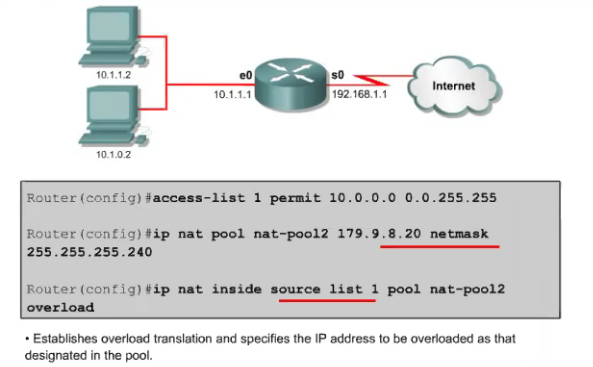 10.1.1.2
e0
s0
10.1.1.1
192.168.1.1
Internet
10.1.0.2
Router(config)#access-list 1 permit 10.0.0.0 0.0.255.255
Router(config)#ip nat pool nat-pool2 179.9.8.20 netmask
255.255.255.240
Router(config)#ip nat inside source list 1 pool nat-pool2
overload
• Establishes overload translation and specifies the IP address to be overloaded as that
designated in the pool.